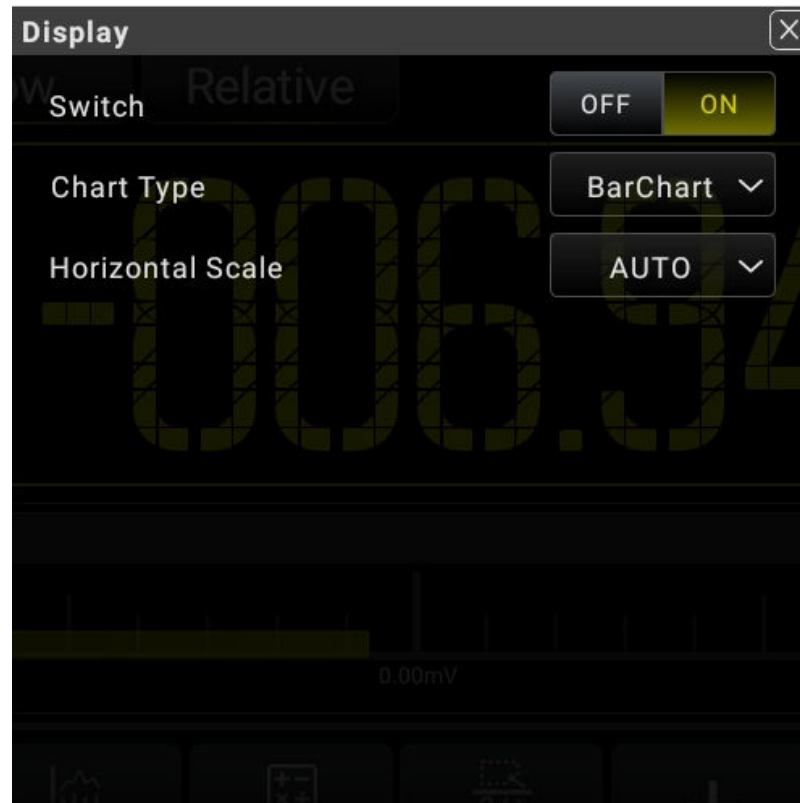 Display
Relative
Switch
OFF
ON
Chart Type
BarChart
Horizontal Scale
AUTO
-006.94
0.00mV